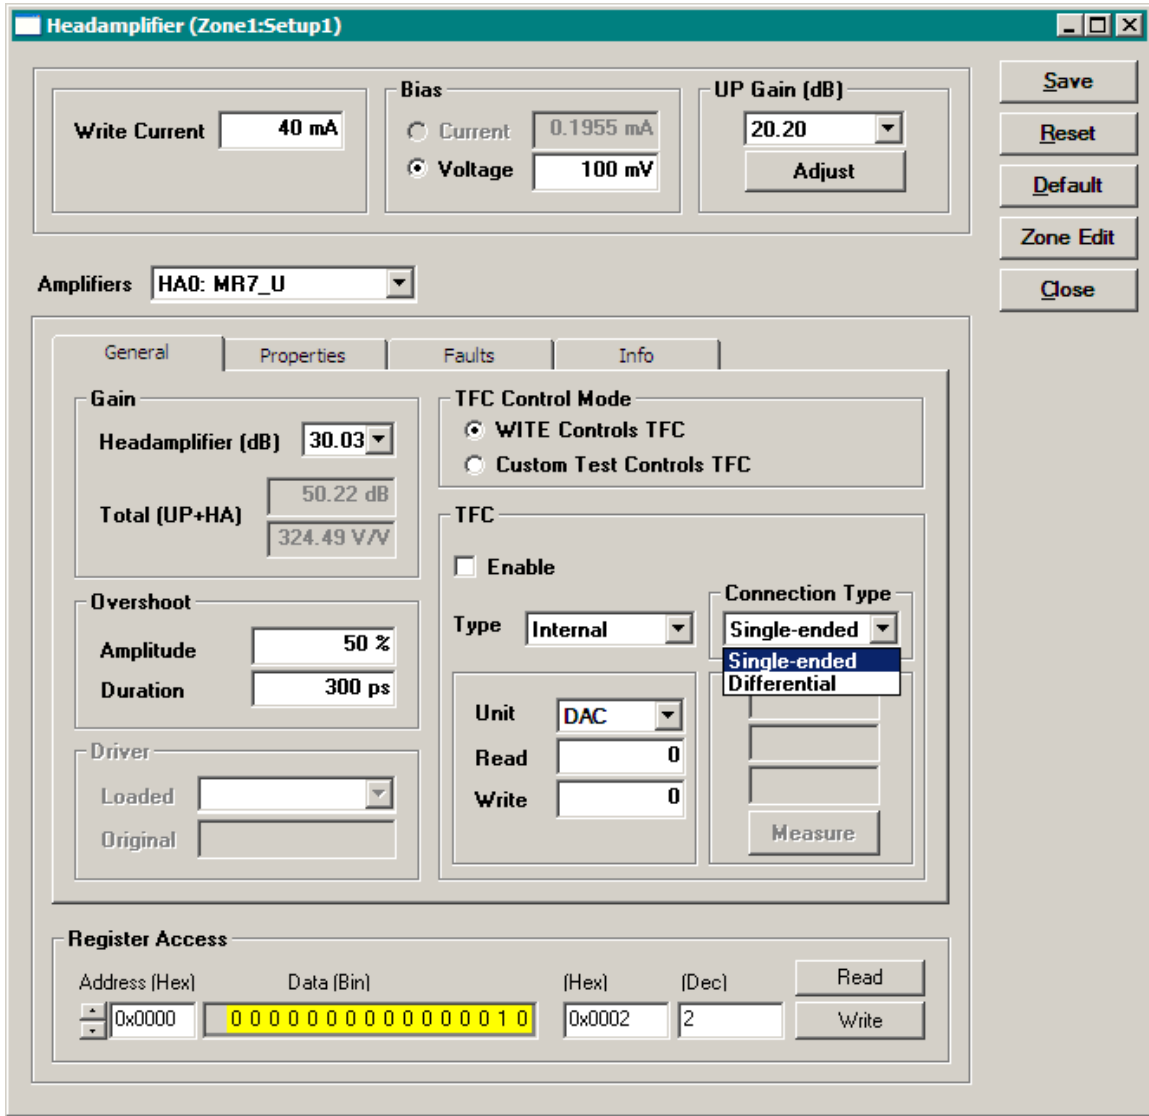 Headamplifier (Zone1:Setup1)
Write Current 40 mA
Bias
Current 0.1955 mA
Voltage 100 mV
UP Gain (dB)
20.20
Adjust
Save
Reset
Default
Zone Edit
Close
Amplifiers HA0: MR7_U
General Properties Faults Info
Gain
Headamplifier (dB) 30.03
Total (UP+HA) 50.22 dB
324.49 V/V
Overshoot
Amplitude 50 %
Duration 300 ps
Driver
Loaded
Original
TFC Control Mode
WITE Controls TFC
Custom Test Controls TFC
TFC
Enable
Type Internal
Connection Type
Single-ended
Single-ended
Differential
Unit DAC
Read 0
Write 0
Measure
Register Access
Address (Hex) Data (Bin) (Hex) (Dec)
0x0000 0 0 0 0 0 0 0 0 0 0 0 0 0 0 1 0 0x0002 2
Read
Write